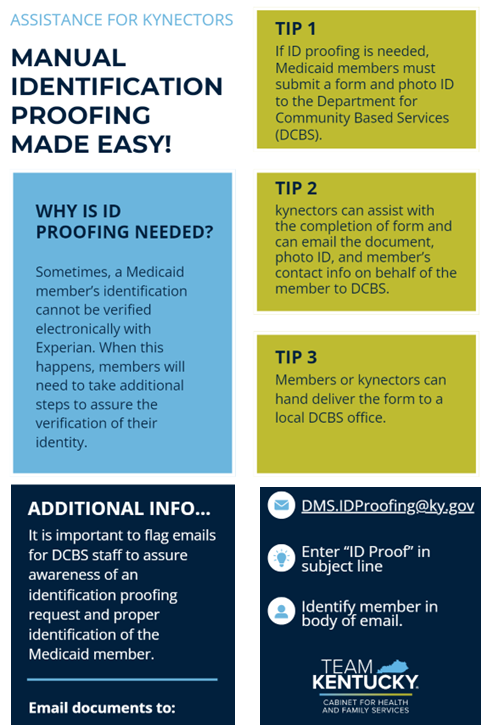 ASSISTANCE FOR KYNECTORS
MANUAL
IDENTIFICATION
PROOFING
MADE EASY!
WHY IS ID
PROOFING NEEDED?
Sometimes, a Medicaid
member's identification
cannot be verified
electronically with
Experian. When this
happens, members will
need to take additional
steps to assure the
verification of their
identity.
TIP 1
If ID proofing is needed,
Medicaid members must
submit a form and photo ID
to the Department for
Community Based Services
(DCBS).
TIP 2
kynectors can assist with
the completion of form and
can email the document,
photo ID, and member's
contact info on behalf of the
member to DCBS.
TIP 3
Members or kynectors can
hand deliver the form to a
local DCBS office.
ADDITIONAL INFO...
It is important to flag emails
for DCBS staff to assure
awareness of an
identification proofing
request and proper
identification of the
Medicaid member.
Email documents to:
DMS.IDProofing@ky.gov
Enter “ID Proof” in
subject line
Identify member in
body of email.
TEAM
KENTUCKY.
CABINET FOR HEALTH
AND FAMILY SERVICES